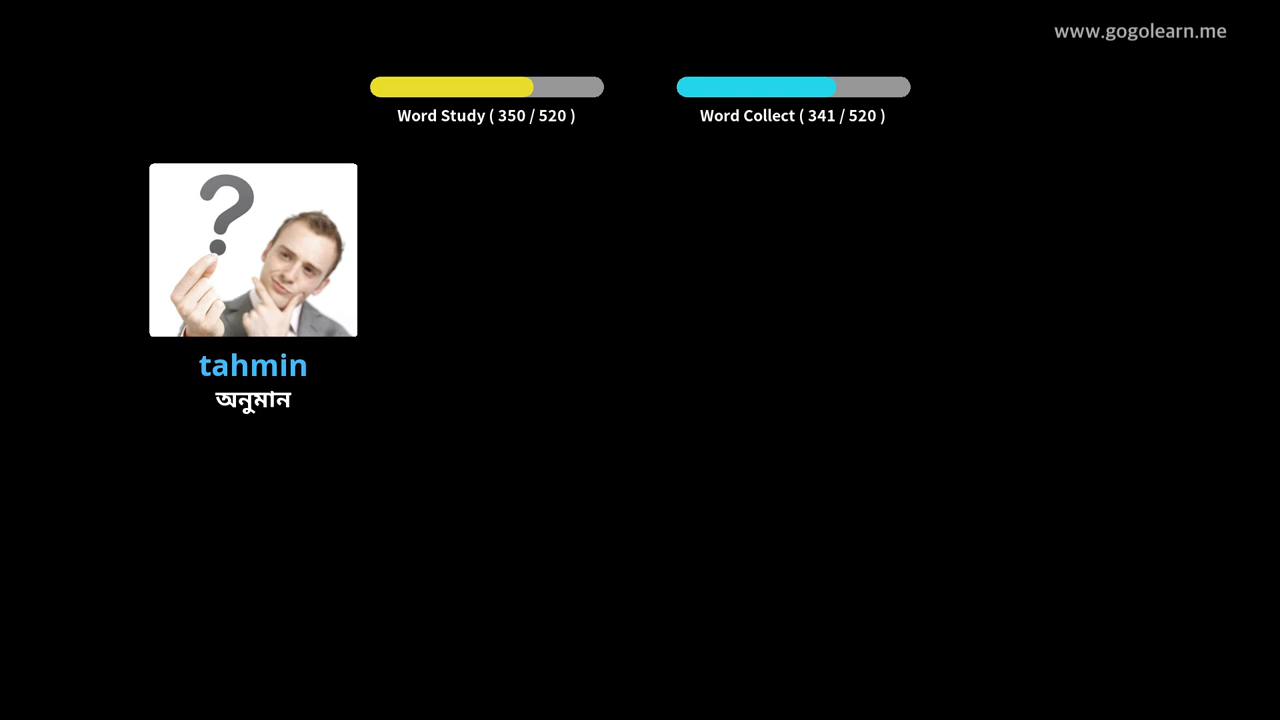 www.gogolearn.me
Word Study ( 350 / 520 )
Word Collect ( 341 / 520 )
?
tahmin
অনুমান